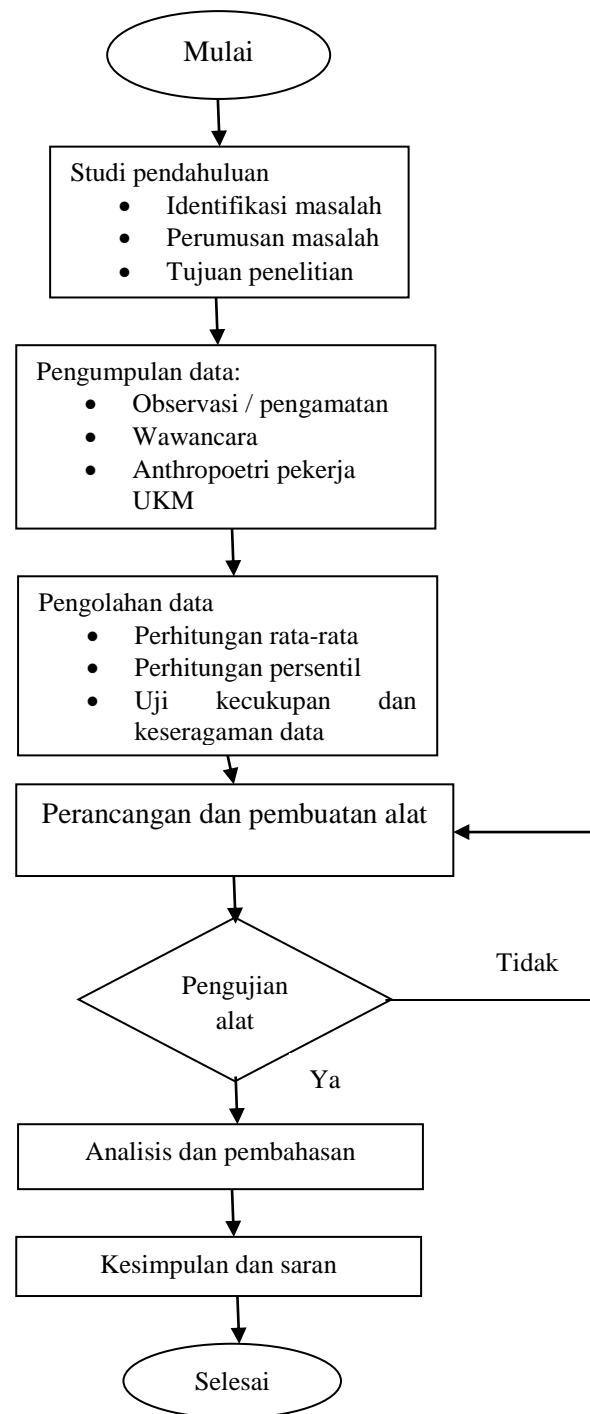 Mulai
Studi pendahuluan
• Identifikasi masalah
• Perumusan masalah
• Tujuan penelitian
Pengumpulan data:
• Observasi / pengamatan
• Wawancara
• Anthropoetri pekerja
UKM
Pengolahan data
• Perhitungan rata-rata
• Perhitungan persentil
• Uji kecukupan dan
keseragaman data
Perancangan dan pembuatan alat
Pengujian
alat
Tidak
Ya
Analisis dan pembahasan
Kesimpulan dan saran
Selesai